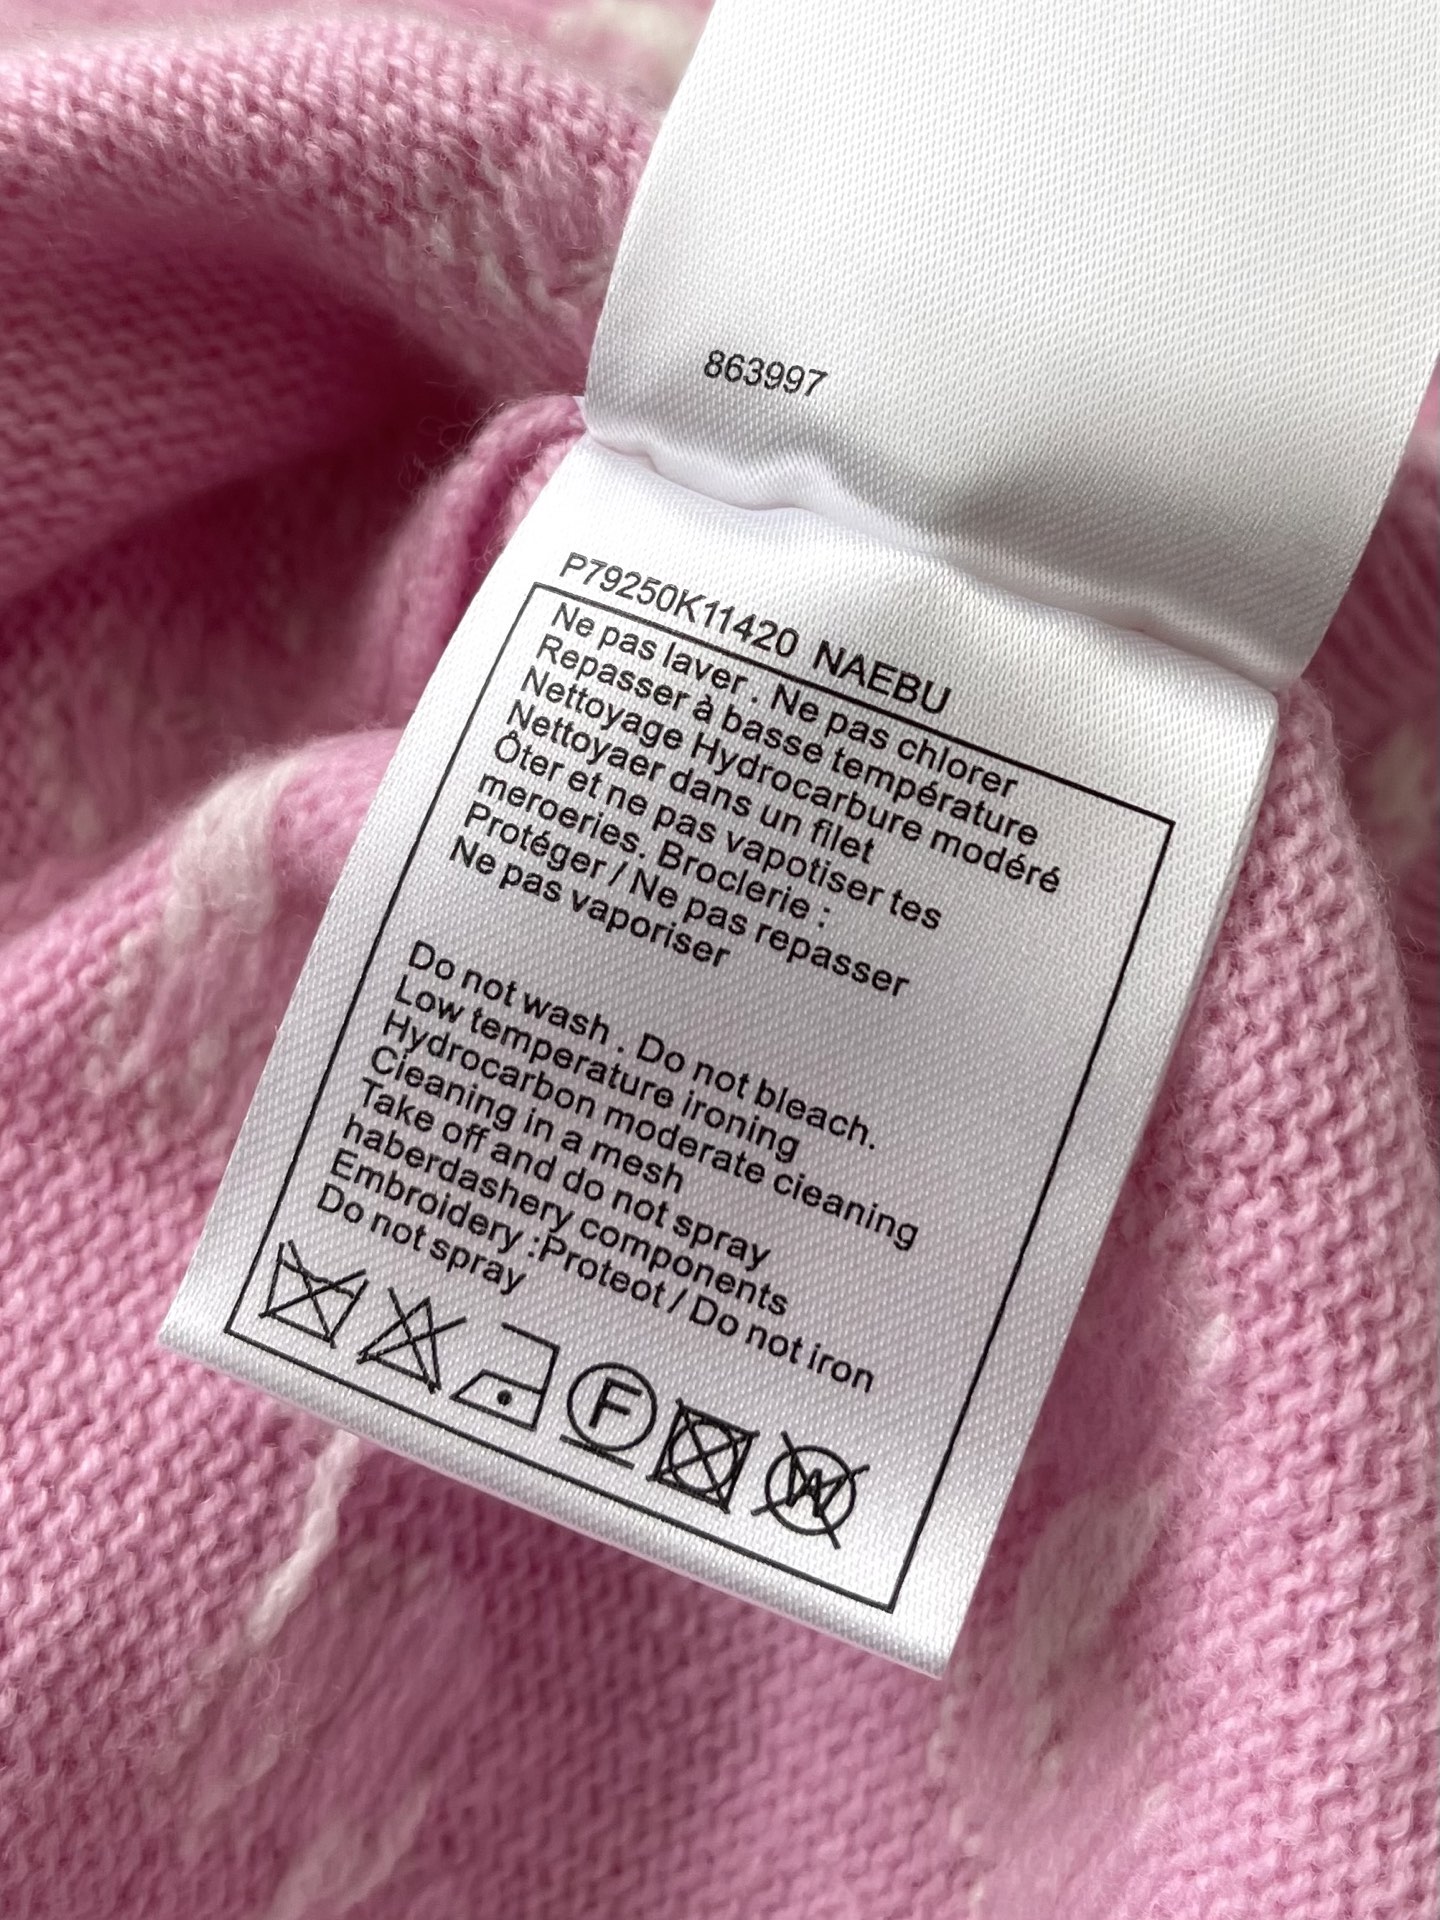 863997
P79250K11420 NAEBU
Ne pas laver . Ne pas chlorer
Repasser à basse température
Nettoyage Hydrocarbure modéré
Nettoyaer dans un filet
Ôter et ne pas vapotiser tes
meroeries. Broclerie :
Protéger / Ne pas repasser
Ne pas vaporiser
Do not wash . Do not bleach.
Low temperature ironing
Hydrocarbon moderate cieaning
Cieaning in a mesh
Take off and do not spray
haberdashery components
Embroidery :Proteot / Do not iron
Do not spray
F
W